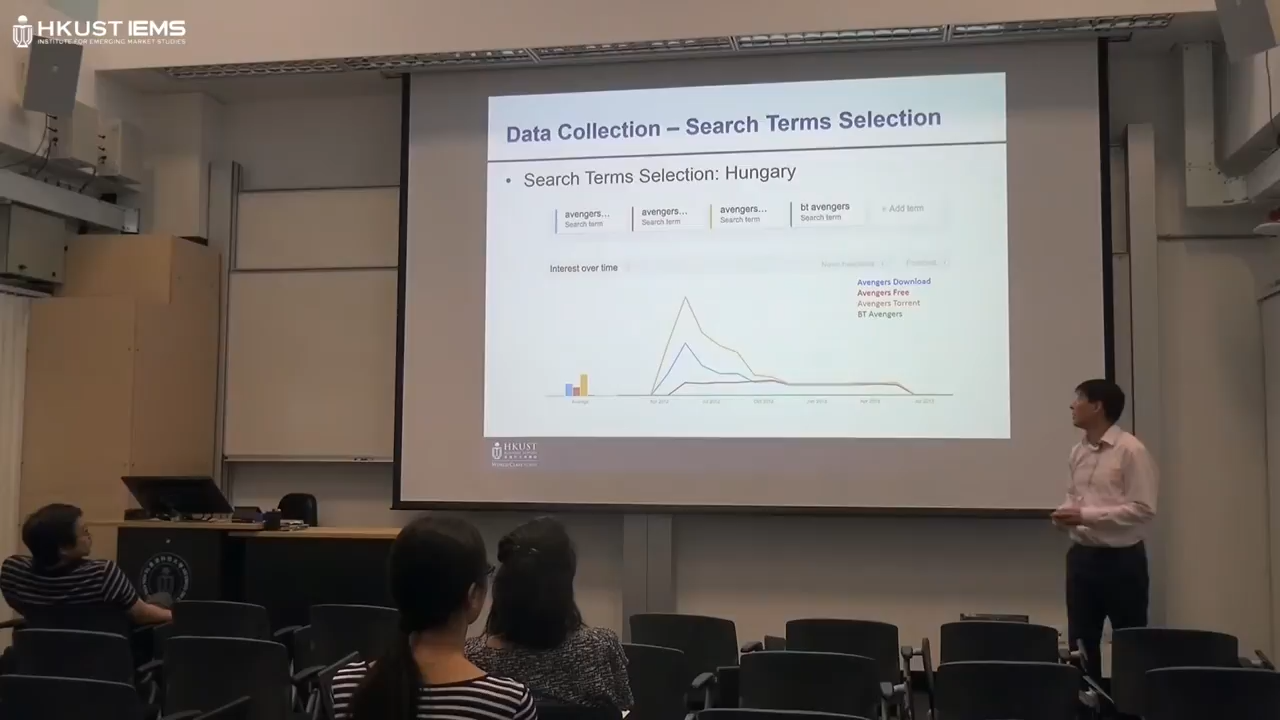 HKUST IEMS
INSTITUTE FOR EMERGING MARKET STUDIES
Data Collection – Search Terms Selection
• Search Terms Selection: Hungary
avengers...
Search term
avengers...
Search term
avengers...
Search term
bt avengers
Search term
+ Add term
Interest over time
Avengers Download
Avengers Free
Avengers Torrent
BT Avengers
Average
HKUST